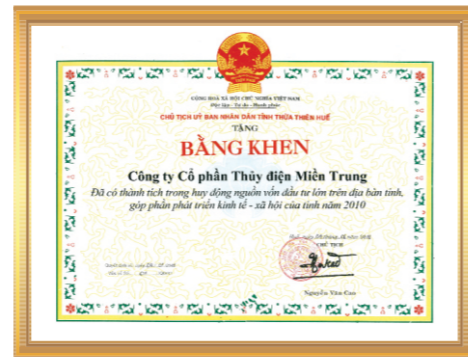 CỘNG HOÀ XÃ HỘI CHỦ NGHĨA VIỆT NAM
Độc lập - Tự do - Hạnh phúc
CHỦ TỊCH UỶ BAN NHÂN DÂN TỈNH THỪA THIÊN HUẾ
TẶNG
BẰNG KHEN
Công ty Cổ phần Thủy điện Miền Trung
Đã có thành tích trong huy động nguồn vốn đầu tư lớn trên địa bàn tỉnh,
góp phần phát triển kinh tế - xã hội của tỉnh năm 2010
CHỦ TỊCH
Nguyễn Văn Cao